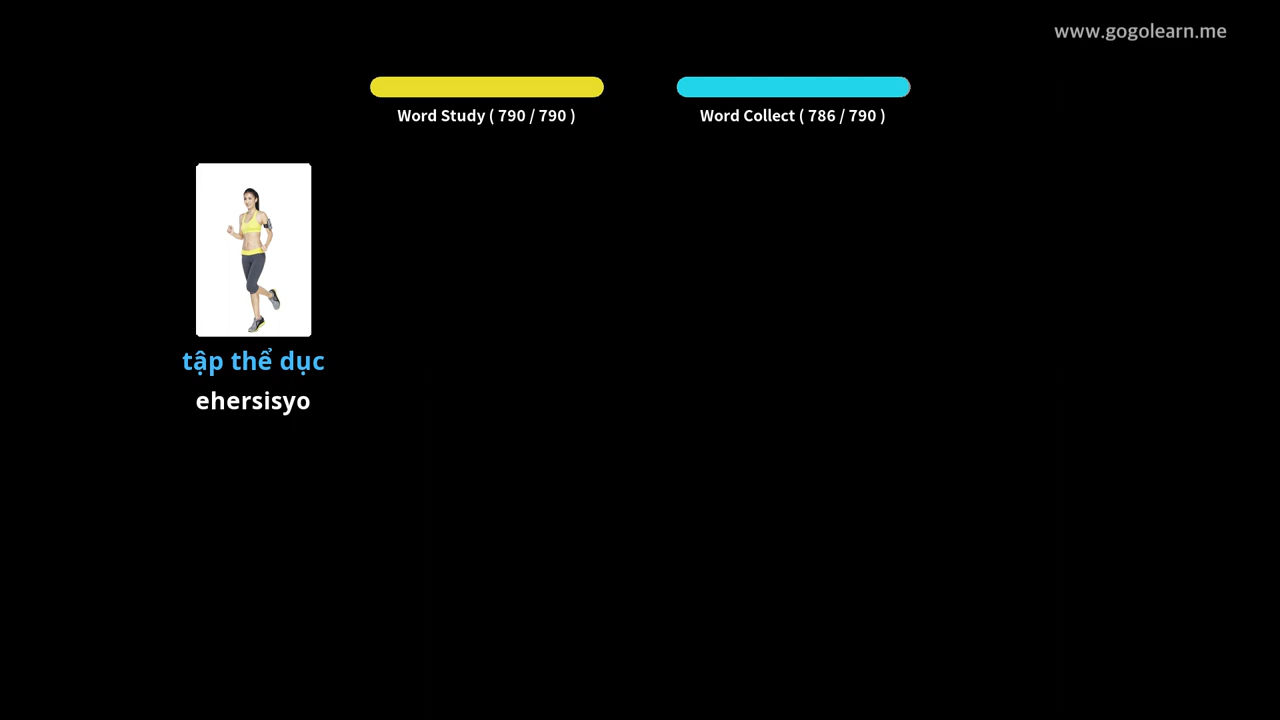 www.gogolearn.me
Word Study ( 790 / 790 )
Word Collect ( 786 / 790 )
tập thể dục
ehersisyo